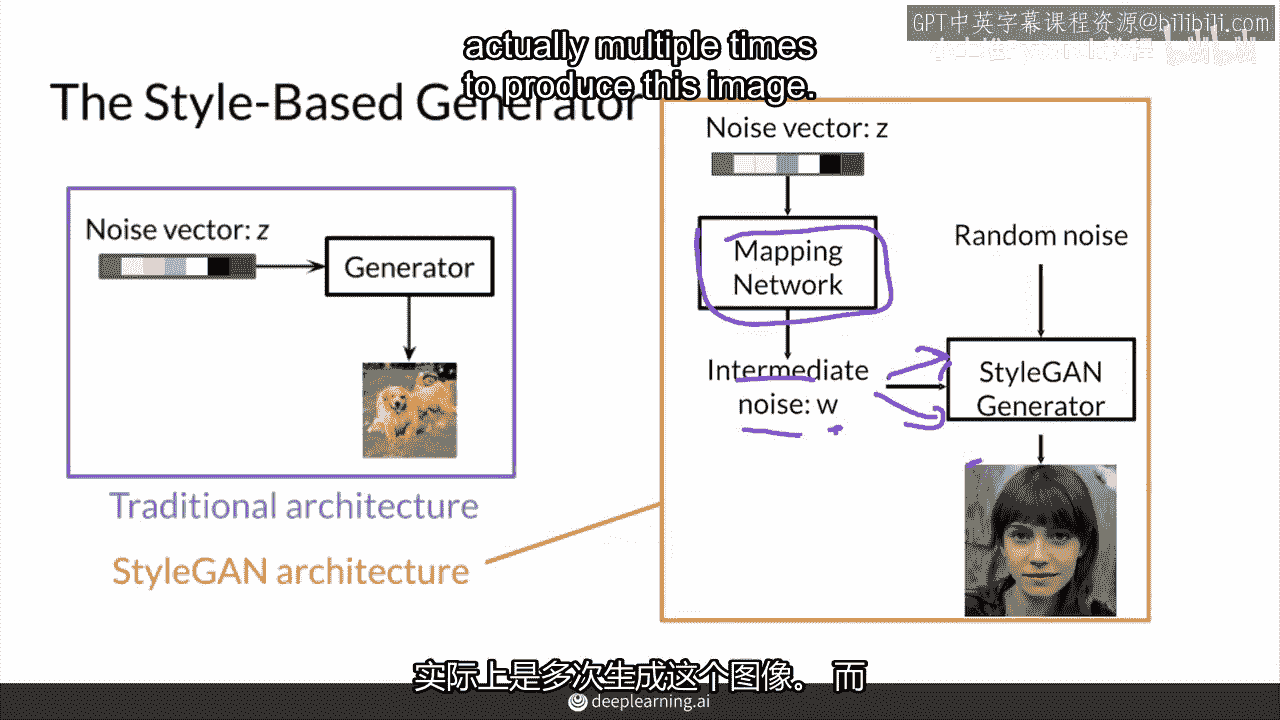 GPT中英字幕课程资源@bilibili.com
actually multiple times
to produce this image.
The Style-Based Generator
Noise vector: z
Generator
Traditional architecture
StyleGAN architecture
Noise vector: z
Mapping
Network
Intermediate
noise: w
Random noise
StyleGAN
Generator
实际上是多次生成这个图像。 而
deeplearning.ai